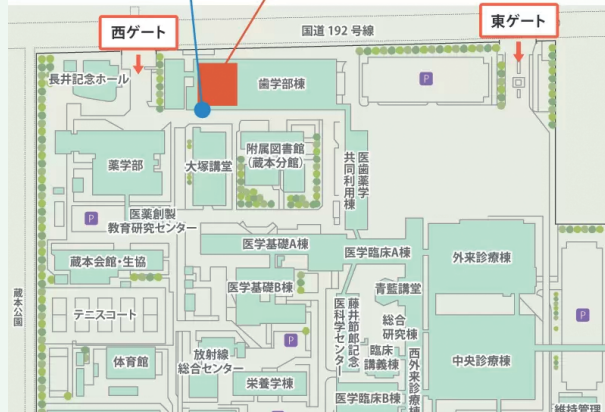 西ゲート
国道 192 号線
東ゲート
長井記念ホール
歯学部棟
P
薬学部
大塚講堂
附属図書館
(蔵本分館)
医歯薬学
共同利用棟
P
医薬創製
教育研究センター
医学基礎A棟
医学臨床A棟
外来診療棟
蔵本会館・生協
医学基礎B棟
青藍講堂
蔵本公園
テニスコート
藤井節郎記念
医科学センター
総合
研究棟
P
P
体育館
放射線
総合センター
臨床
講義棟
西外来診療棟
中央診療棟
栄養学棟
医学臨床B棟
維持管理